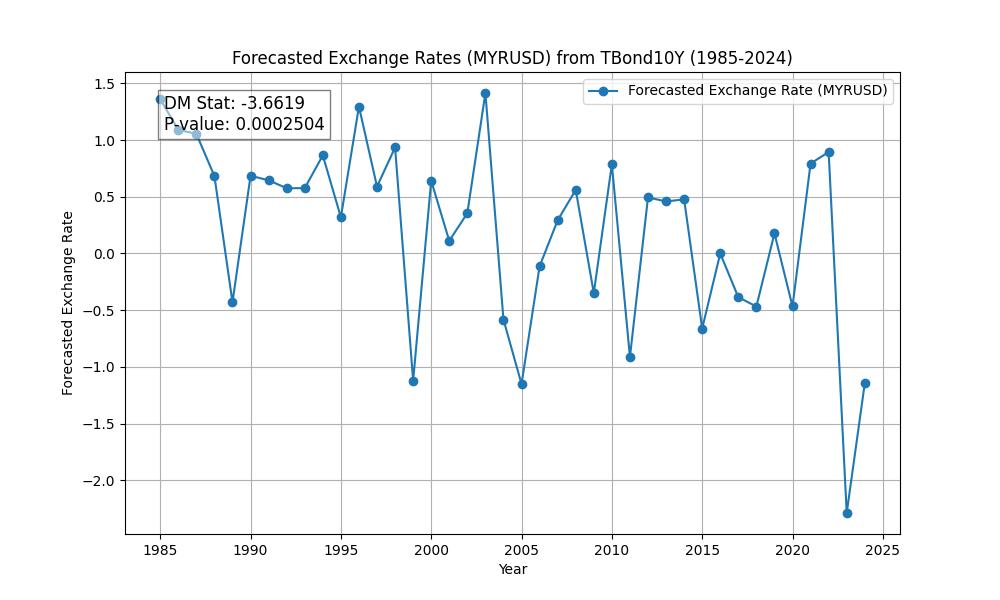 Forecasted Exchange Rates (MYRUSD) from TBond10Y (1985-2024)
DM Stat: -3.6619
P-value: 0.0002504
Forecasted Exchange Rate (MYRUSD)
Forecasted Exchange Rate
1.5
1.0
0.5
0.0
−0.5
−1.0
−1.5
−2.0
1985 1990 1995 2000 2005 2010 2015 2020 2025
Year